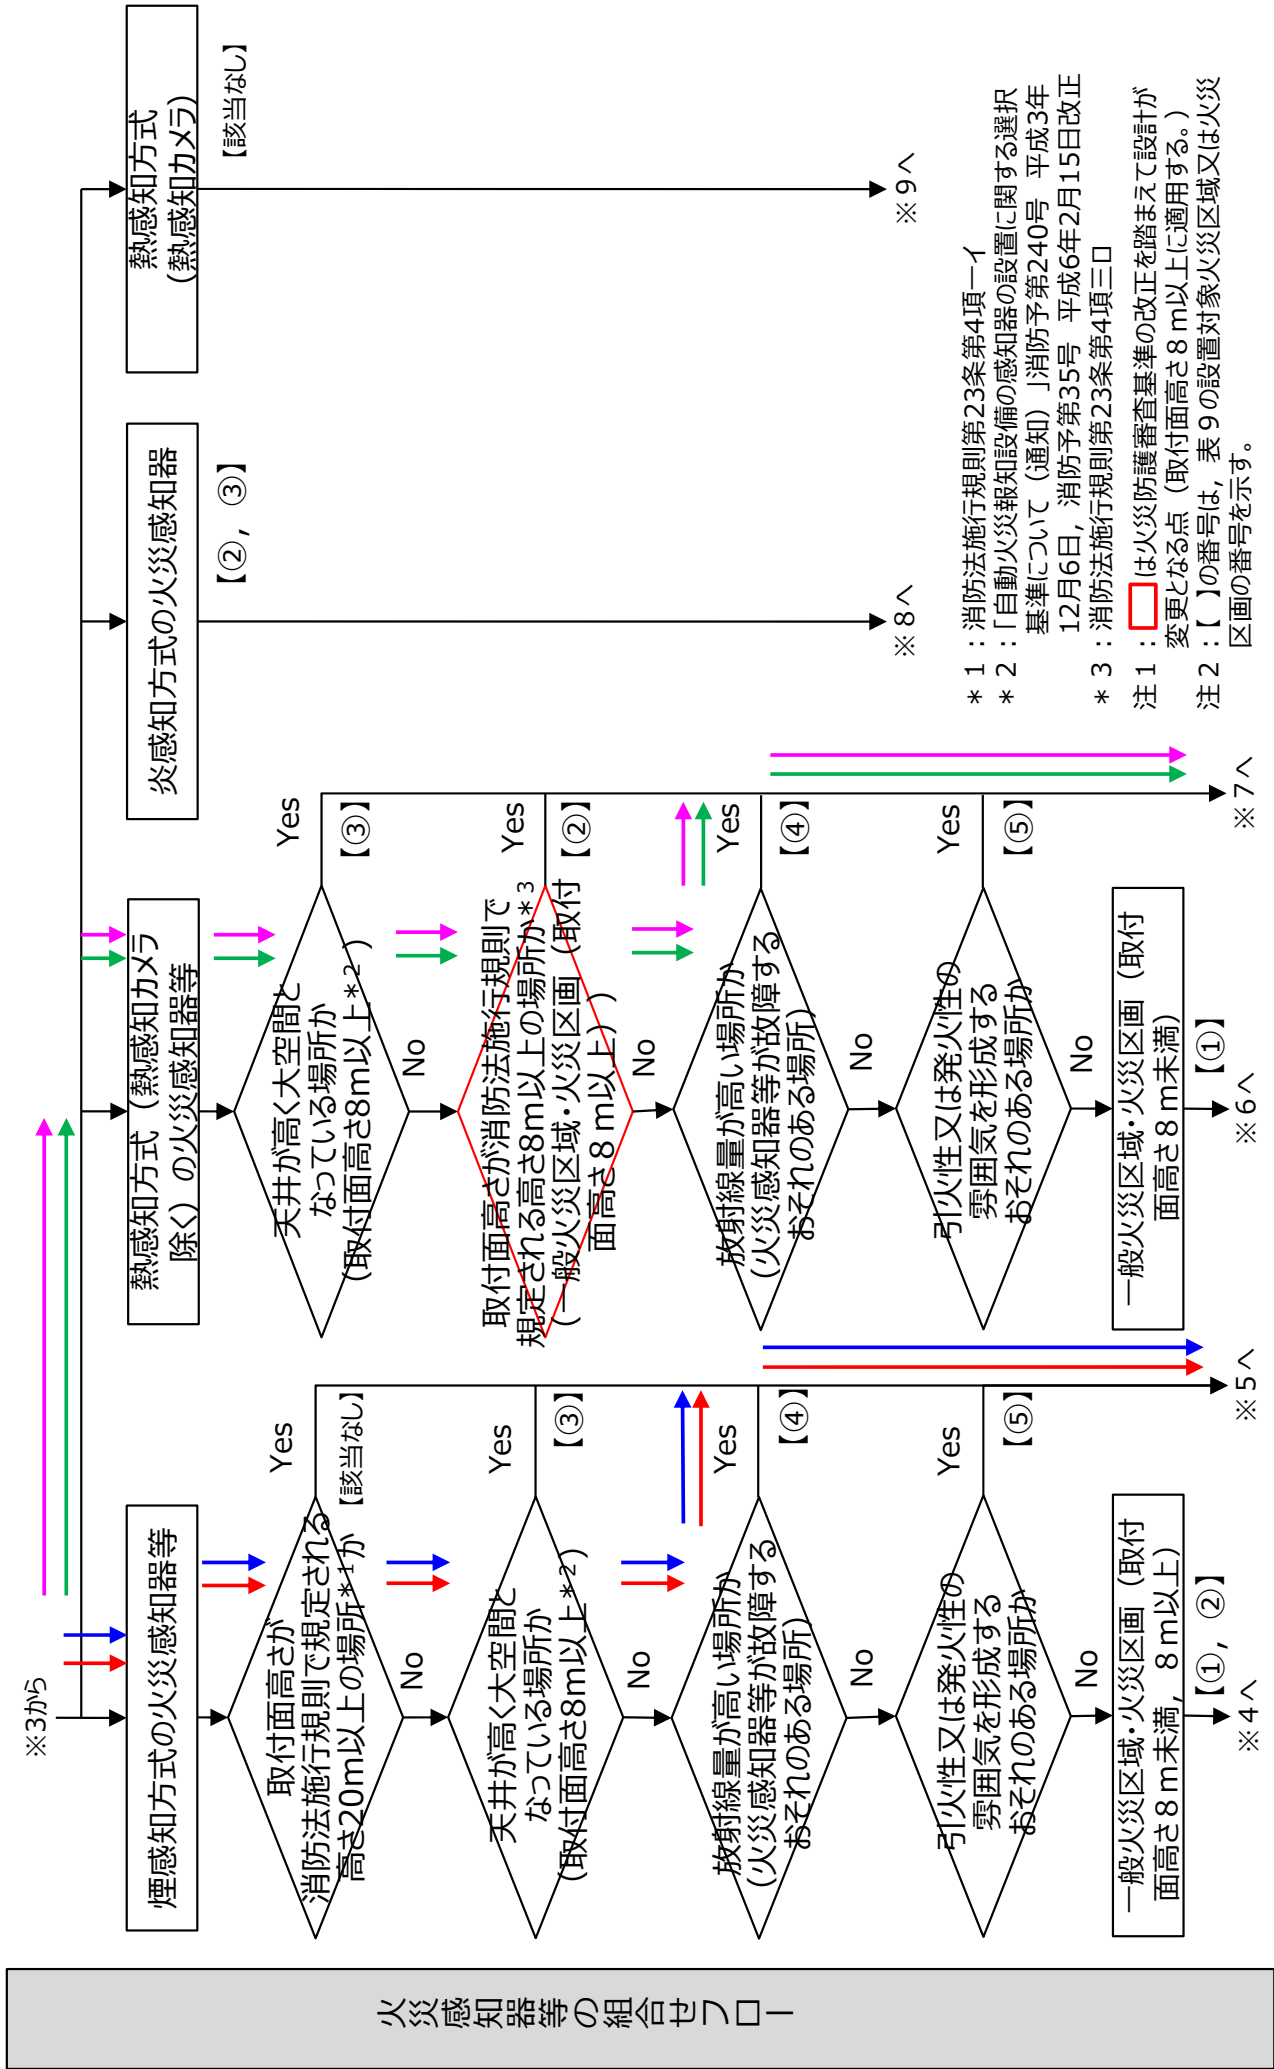 火災感知器等の組合せフロー
※3から
煙感知方式の火災感知器等
取付面高さが
消防法施行規則で規定される
高さ20m以上の場所*1か
Yes
【該当なし】
No
天井が高く大空間と
なっている場所か
(取付面高さ8m以上*2)
Yes
【③】
No
放射線量が高い場所か
(火災感知器等が故障する
おそれのある場所)
Yes
【④】
No
引火性又は発火性の
雰囲気を形成する
おそれのある場所か
Yes
【⑤】
No
一般火災区域・火災区画（取付
面高さ８m未満，８m以上）
【①，②】
※4へ
※5へ
熱感知方式（熱感知カメラ
除く）の火災感知器等
天井が高く大空間と
なっている場所か
(取付面高さ8m以上*2)
Yes
【③】
No
取付面高さが消防法施行規則で
規定される高さ8m以上の場所か*3
(一般火災区域・火災区画（取付
面高さ８m以上）)
Yes
【②】
No
放射線量が高い場所か
(火災感知器等が故障する
おそれのある場所)
Yes
【④】
No
引火性又は発火性の
雰囲気を形成する
おそれのある場所か
Yes
【⑤】
No
一般火災区域・火災区画（取付
面高さ８m未満）
【①】
※6へ
※7へ
炎感知方式の火災感知器
【②，③】
※8へ
熱感知方式
(熱感知カメラ)
【該当なし】
※9へ
＊１：消防法施行規則第23条第4項一イ
＊２：「自動火災報知設備の感知器の設置に関する選択
基準について（通知）」消防予第240号　平成3年
12月6日，消防予第35号　平成6年2月15日改正
＊３：消防法施行規則第23条第4項三ロ
注１：は火災防護審査基準の改正を踏まえて設計が
変更となる点（取付面高さ８m以上に適用する。）
注２：【 】の番号は，表９の設置対象火災区域又は火災
区画の番号を示す。